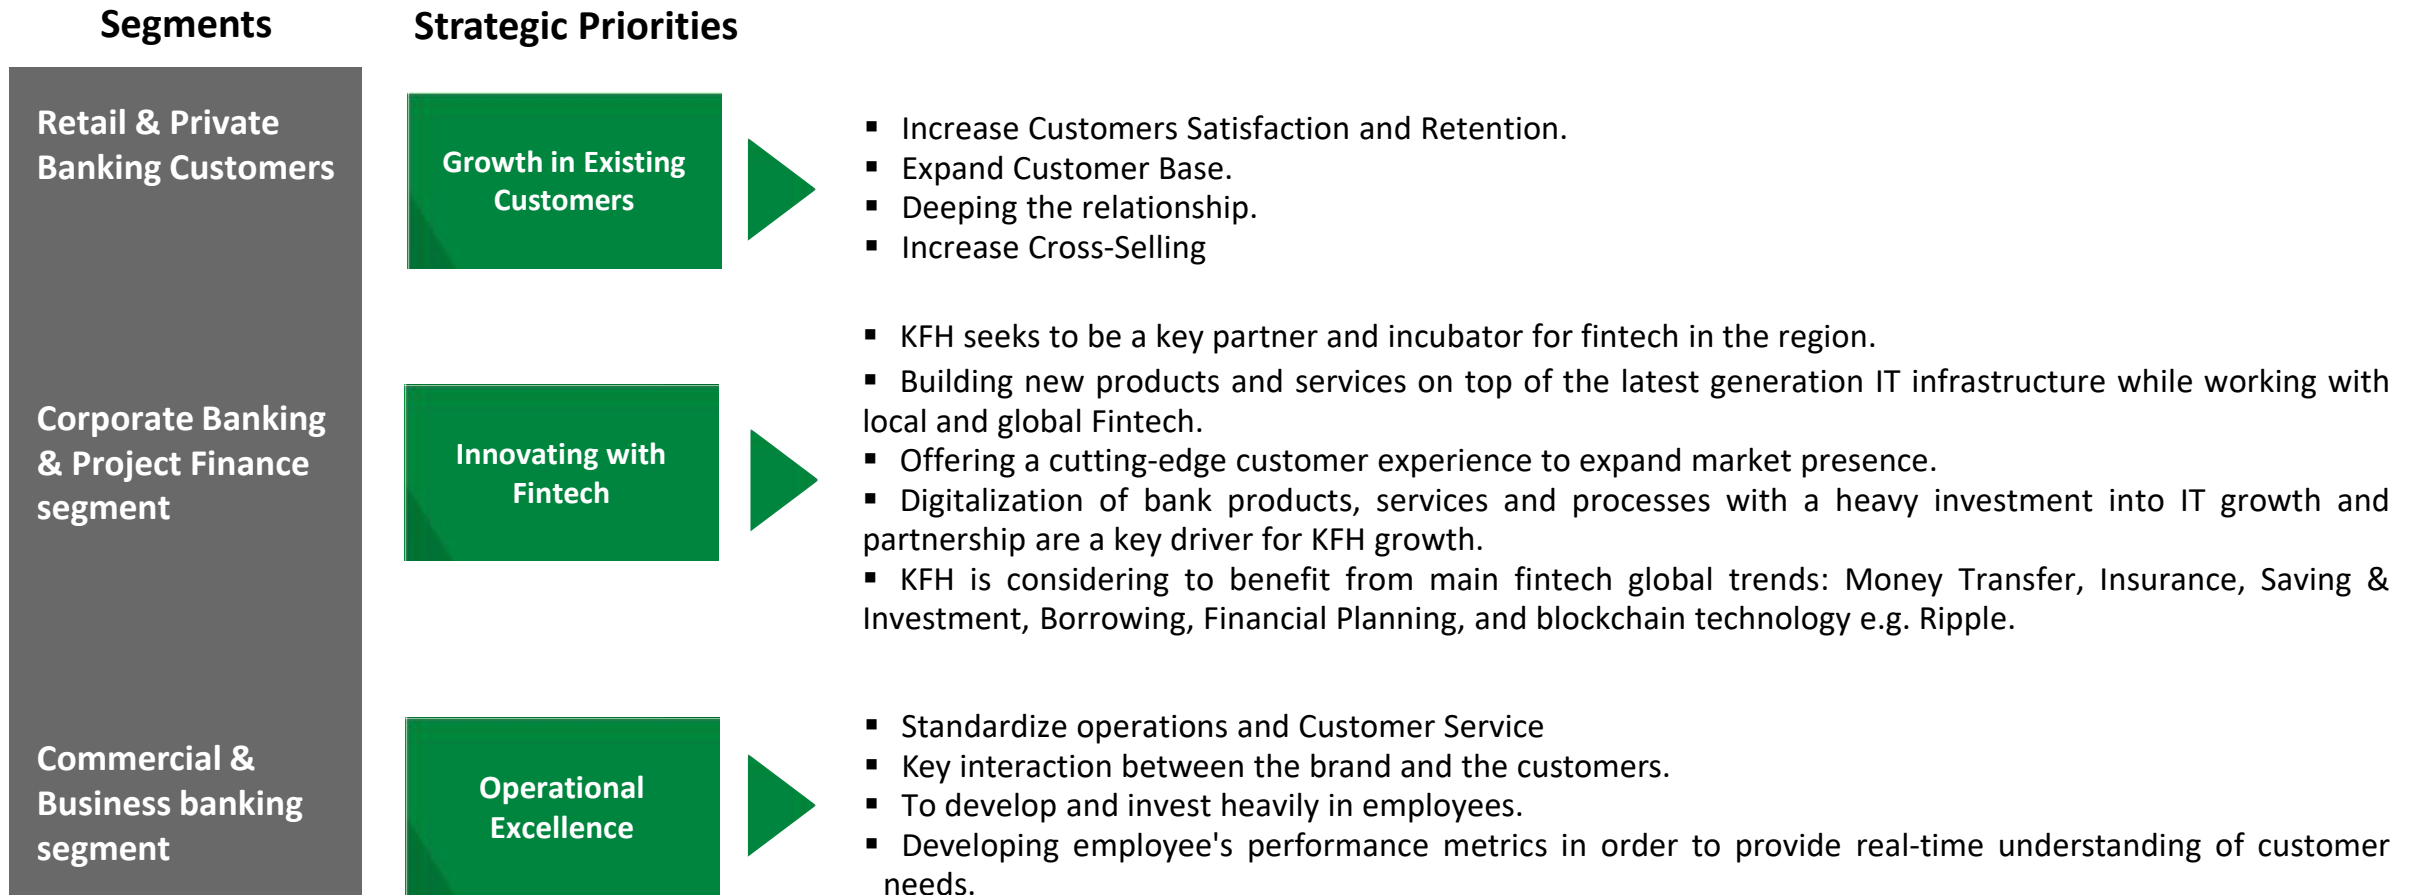 Segments
Strategic Priorities
Retail & Private
Banking Customers
Growth in Existing
Customers
▪ Increase Customers Satisfaction and Retention.
▪ Expand Customer Base.
▪ Deeping the relationship.
▪ Increase Cross-Selling
Corporate Banking
& Project Finance
segment
Innovating with
Fintech
▪ KFH seeks to be a key partner and incubator for fintech in the region.
▪ Building new products and services on top of the latest generation IT infrastructure while working with
local and global Fintech.
▪ Offering a cutting-edge customer experience to expand market presence.
▪ Digitalization of bank products, services and processes with a heavy investment into IT growth and
partnership are a key driver for KFH growth.
▪ KFH is considering to benefit from main fintech global trends: Money Transfer, Insurance, Saving &
Investment, Borrowing, Financial Planning, and blockchain technology e.g. Ripple.
Commercial &
Business banking
segment
Operational
Excellence
▪ Standardize operations and Customer Service
▪ Key interaction between the brand and the customers.
▪ To develop and invest heavily in employees.
▪ Developing employee's performance metrics in order to provide real-time understanding of customer
needs.